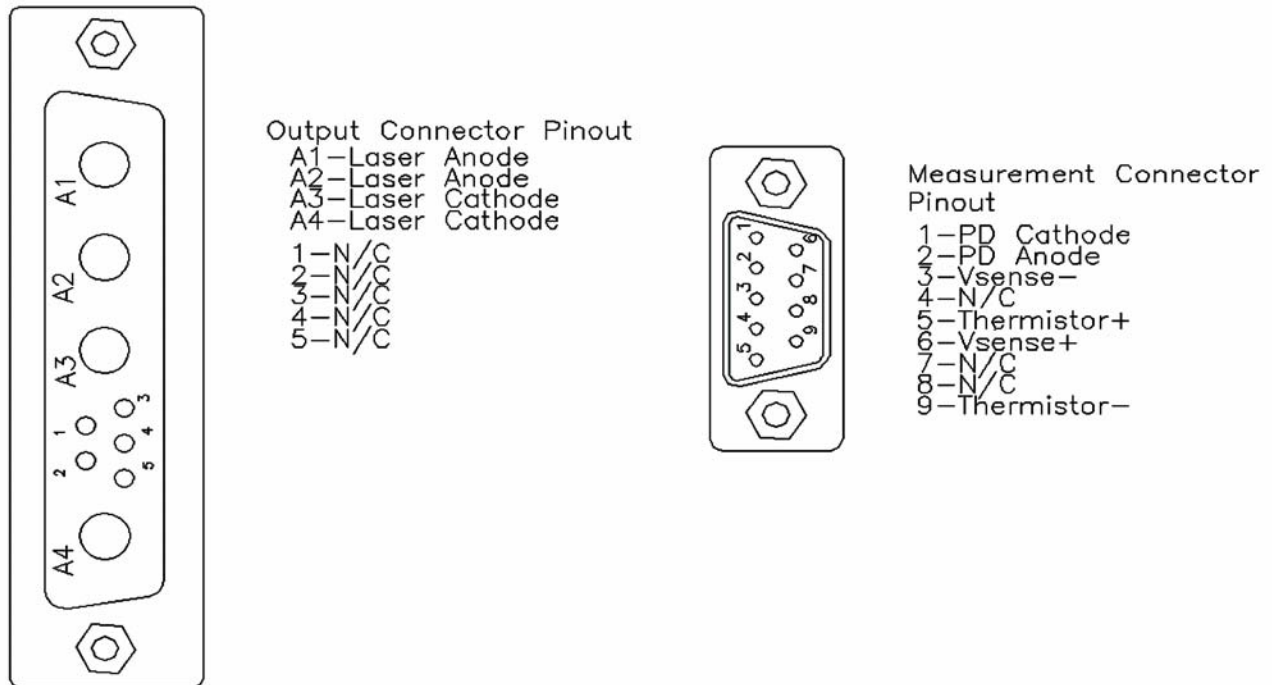 A1
A2
A3
1
2
3
4
5
A4
Output Connector Pinout
A1-Laser Anode
A2-Laser Anode
A3-Laser Cathode
A4-Laser Cathode
1-N/C
2-N/C
3-N/C
4-N/C
5-N/C
1
2
3
4
5
6
7
8
9
Measurement Connector
Pinout
1-PD Cathode
2-PD Anode
3-Vsense-
4-N/C
5-Thermistor+
6-Vsense+
7-N/C
8-N/C
9-Thermistor-